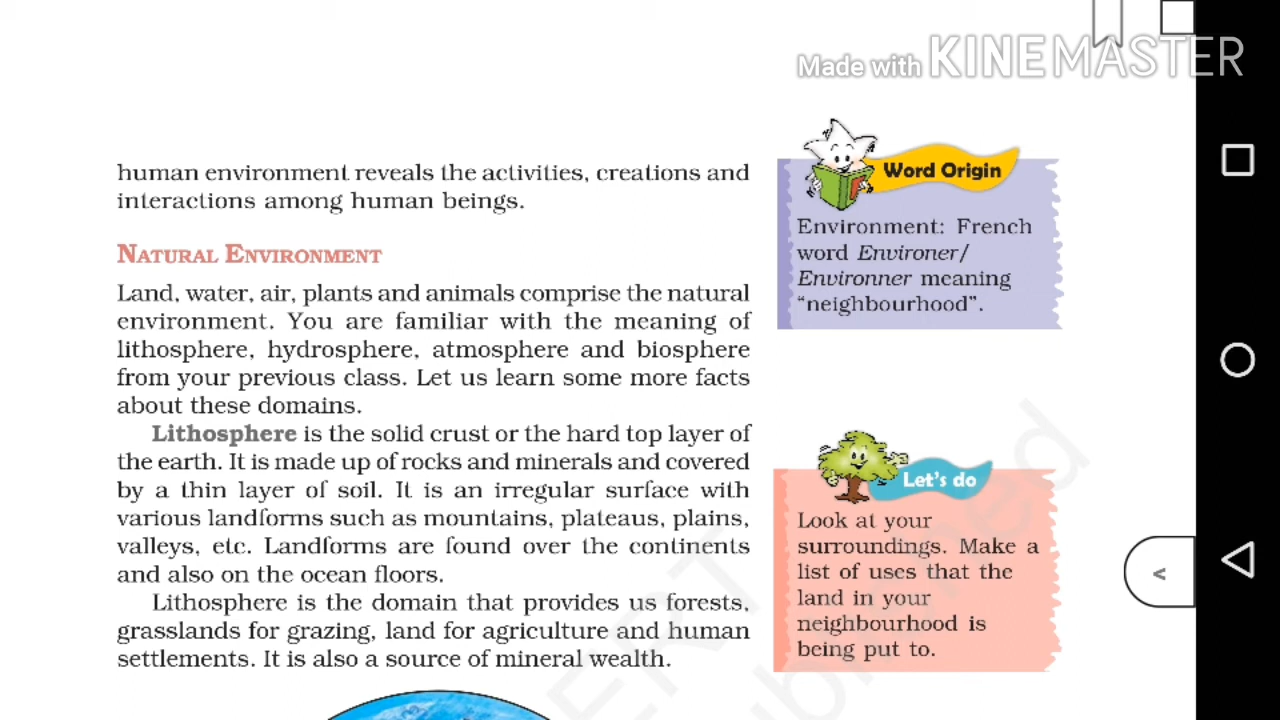 Made with KINEMASTER
human environment reveals the activities, creations and
interactions among human beings.
NATURAL ENVIRONMENT
Land, water, air, plants and animals comprise the natural
environment. You are familiar with the meaning of
lithosphere, hydrosphere, atmosphere and biosphere
from your previous class. Let us learn some more facts
about these domains.
Lithosphere is the solid crust or the hard top layer of
the earth. It is made up of rocks and minerals and covered
by a thin layer of soil. It is an irregular surface with
various landforms such as mountains, plateaus, plains,
valleys, etc. Landforms are found over the continents
and also on the ocean floors.
Lithosphere is the domain that provides us forests,
grasslands for grazing, land for agriculture and human
settlements. It is also a source of mineral wealth.
Word Origin
Environment: French
word Environer/
Environner meaning
“neighbourhood”.
Let's do
Look at your
surroundings. Make a
list of uses that the
land in your
neighbourhood is
being put to.
<